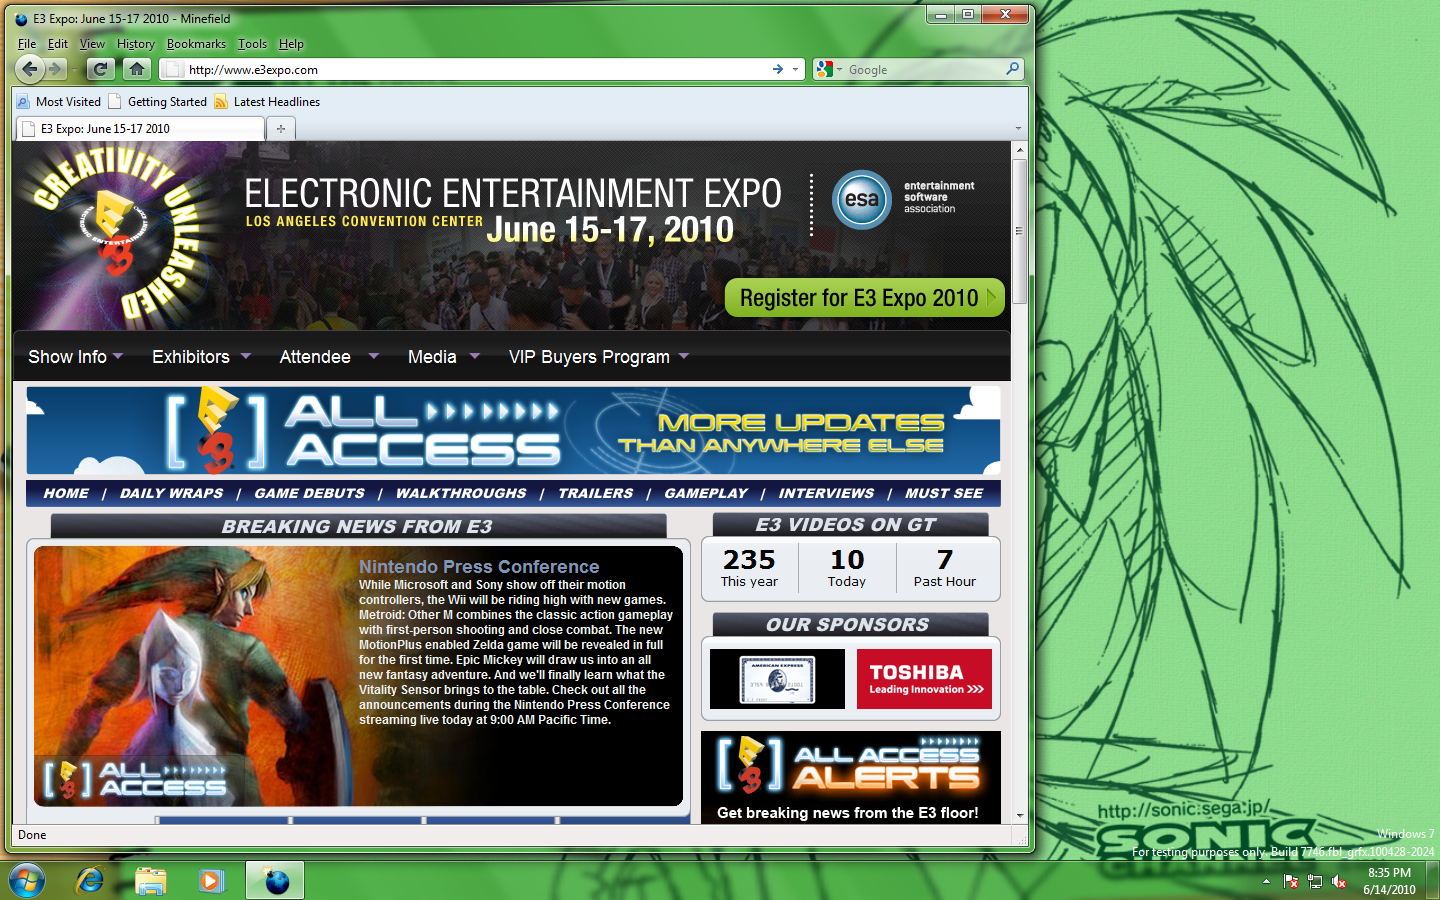 E3 Expo: June 15-17 2010 - Minefield
File Edit View History Bookmarks Tools Help
http://www.e3expo.com
Google
Most Visited Getting Started Latest Headlines
E3 Expo: June 15-17 2010
CREATIVITY UNLEASHED
E3
ELECTRONIC ENTERTAINMENT EXPO
LOS ANGELES CONVENTION CENTER
June 15-17, 2010
esa
entertainment
software
association
Register for E3 Expo 2010
Show Info Exhibitors Attendee Media VIP Buyers Program
[E3] ALL ACCESS
MORE UPDATES
THAN ANYWHERE ELSE
HOME / DAILY WRAPS / GAME DEBUTS / WALKTHROUGHS / TRAILERS / GAMEPLAY / INTERVIEWS / MUST SEE
BREAKING NEWS FROM E3
Nintendo Press Conference
While Microsoft and Sony show off their motion
controllers, the Wii will be riding high with new games.
Metroid: Other M combines the classic action gameplay
with first-person shooting and close combat. The new
MotionPlus enabled Zelda game will be revealed in full
for the first time. Epic Mickey will draw us into an all
new fantasy adventure. And we'll finally learn what the
Vitality Sensor brings to the table. Check out all the
announcements during the Nintendo Press Conference
streaming live today at 9:00 AM Pacific Time.
[E3] ALL ACCESS
E3 VIDEOS ON GT
235 10 7
This year Today Past Hour
OUR SPONSORS
AMERICAN EXPRESS
TOSHIBA
Leading Innovation >>>
[E3] ALL ACCESS
ALERTS
Get breaking news from the E3 floor!
Done
http://sonic.sega.jp/
SONIC
CHANNEL
Windows 7
For testing purposes only. Build 7746.fbl_grfx.100428-2024
8:35 PM
6/14/2010